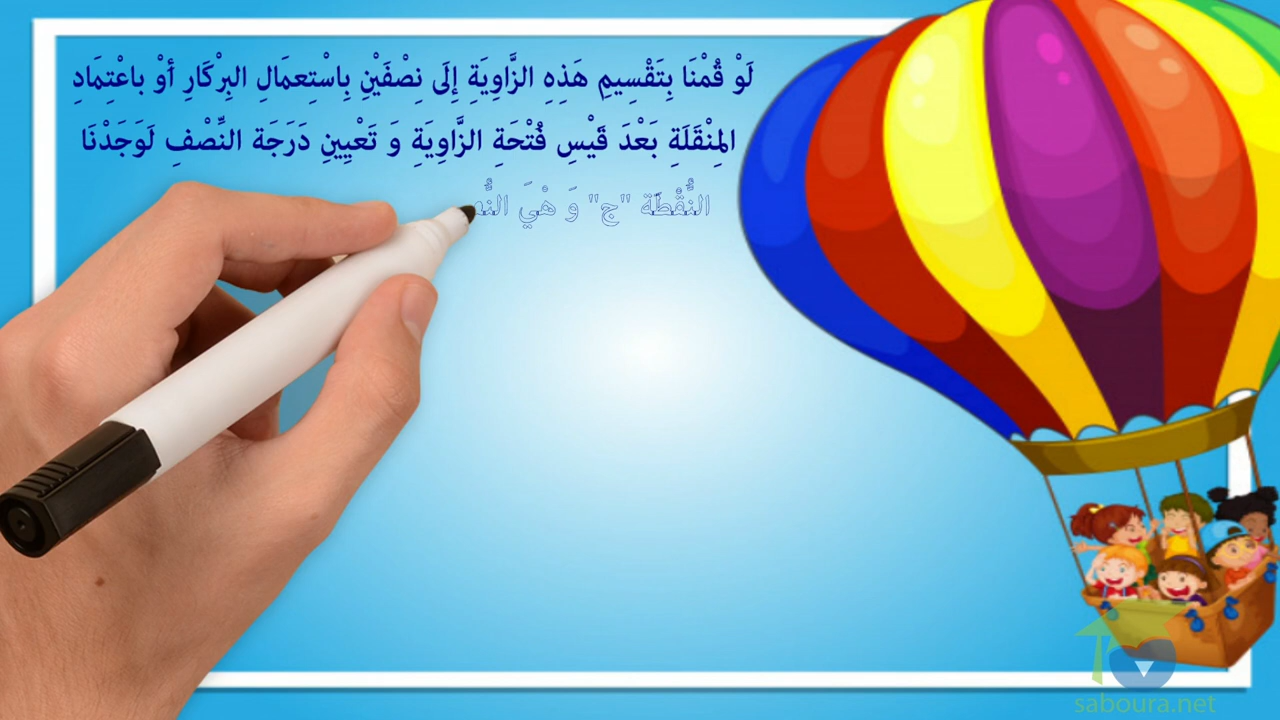 لَوْ قُمْنَا بِتَقْسِيمِ هَذِهِ الزَّاوِيَةِ إِلَى نِصْفَيْنِ بِاسْتِعمَالِ البِرْكَارِ أَوْ باعْتِمَادِ
المِنْقَلَةِ بَعْدَ قَيْسِ فُتْحَةِ الزَّاوِيَةِ وَ تَعْيِينِ دَرَجَة النِّصْفِ لَوَجَدْنَا
النُّقْطَة "ج" وَ هْيَ
saboura.net